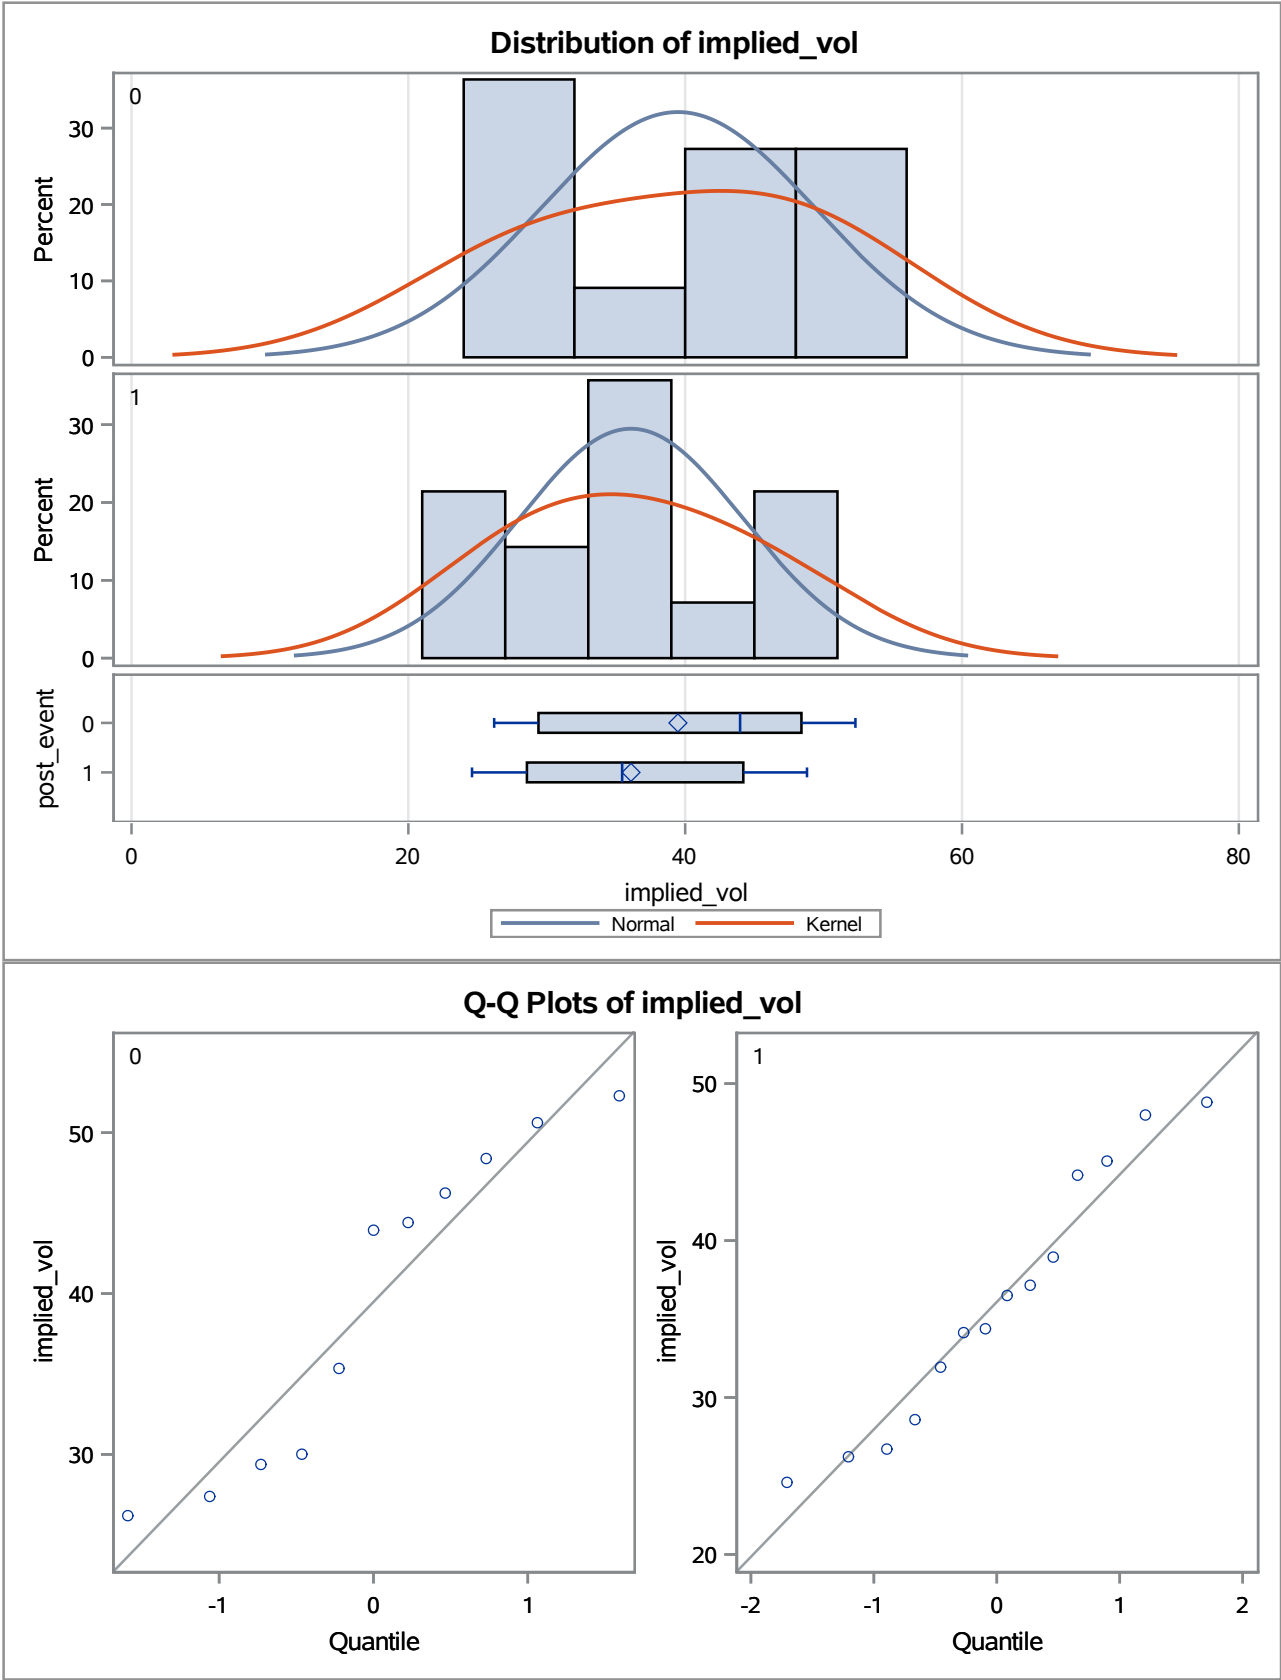 Distribution of implied_vol
0
30
20
10
0
Percent
1
30
20
10
0
Percent
post_event
0
1
0 20 40 60 80
implied_vol
Normal Kernel
Q-Q Plots of implied_vol
0
50
40
30
implied_vol
-1 0 1
Quantile
1
50
40
30
20
implied_vol
-2 -1 0 1 2
Quantile